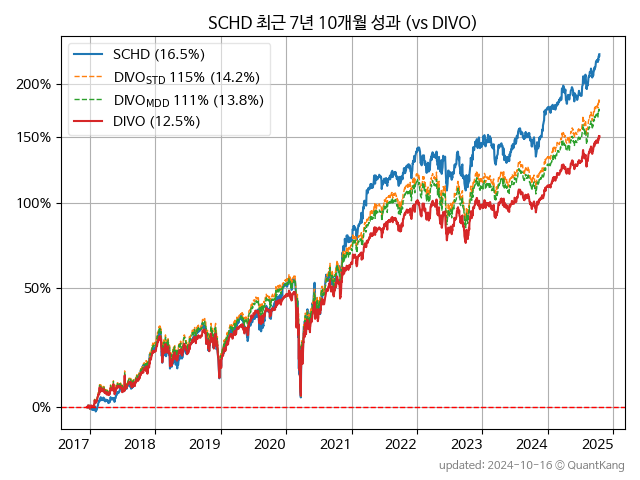 SCHD 최근 7년 10개월 성과 (vs DIVO)
SCHD (16.5%)
DIVO_STD 115% (14.2%)
DIVO_MDD 111% (13.8%)
DIVO (12.5%)
200%
150%
100%
50%
0%
2017 2018 2019 2020 2021 2022 2023 2024 2025
updated: 2024-10-16 © QuantKang